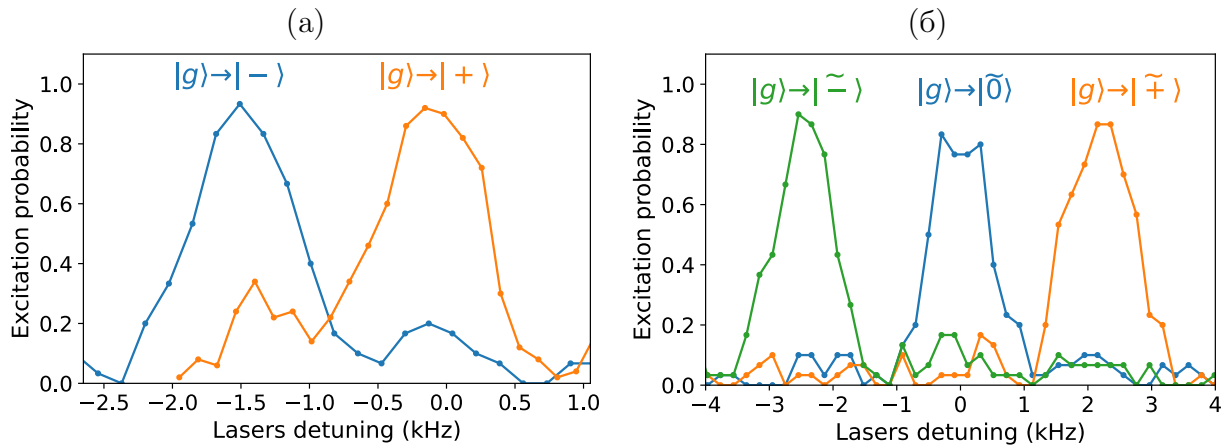 (а) (б)
|g⟩→|−⟩ |g⟩→|+⟩
1.0
0.8
0.6
0.4
0.2
0.0
Excitation probability
−2.5 −2.0 −1.5 −1.0 −0.5 0.0 0.5 1.0
Lasers detuning (kHz)
|g⟩→|−̃⟩ |g⟩→|0̃⟩ |g⟩→|+̃⟩
1.0
0.8
0.6
0.4
0.2
0.0
Excitation probability
−4 −3 −2 −1 0 1 2 3 4
Lasers detuning (kHz)